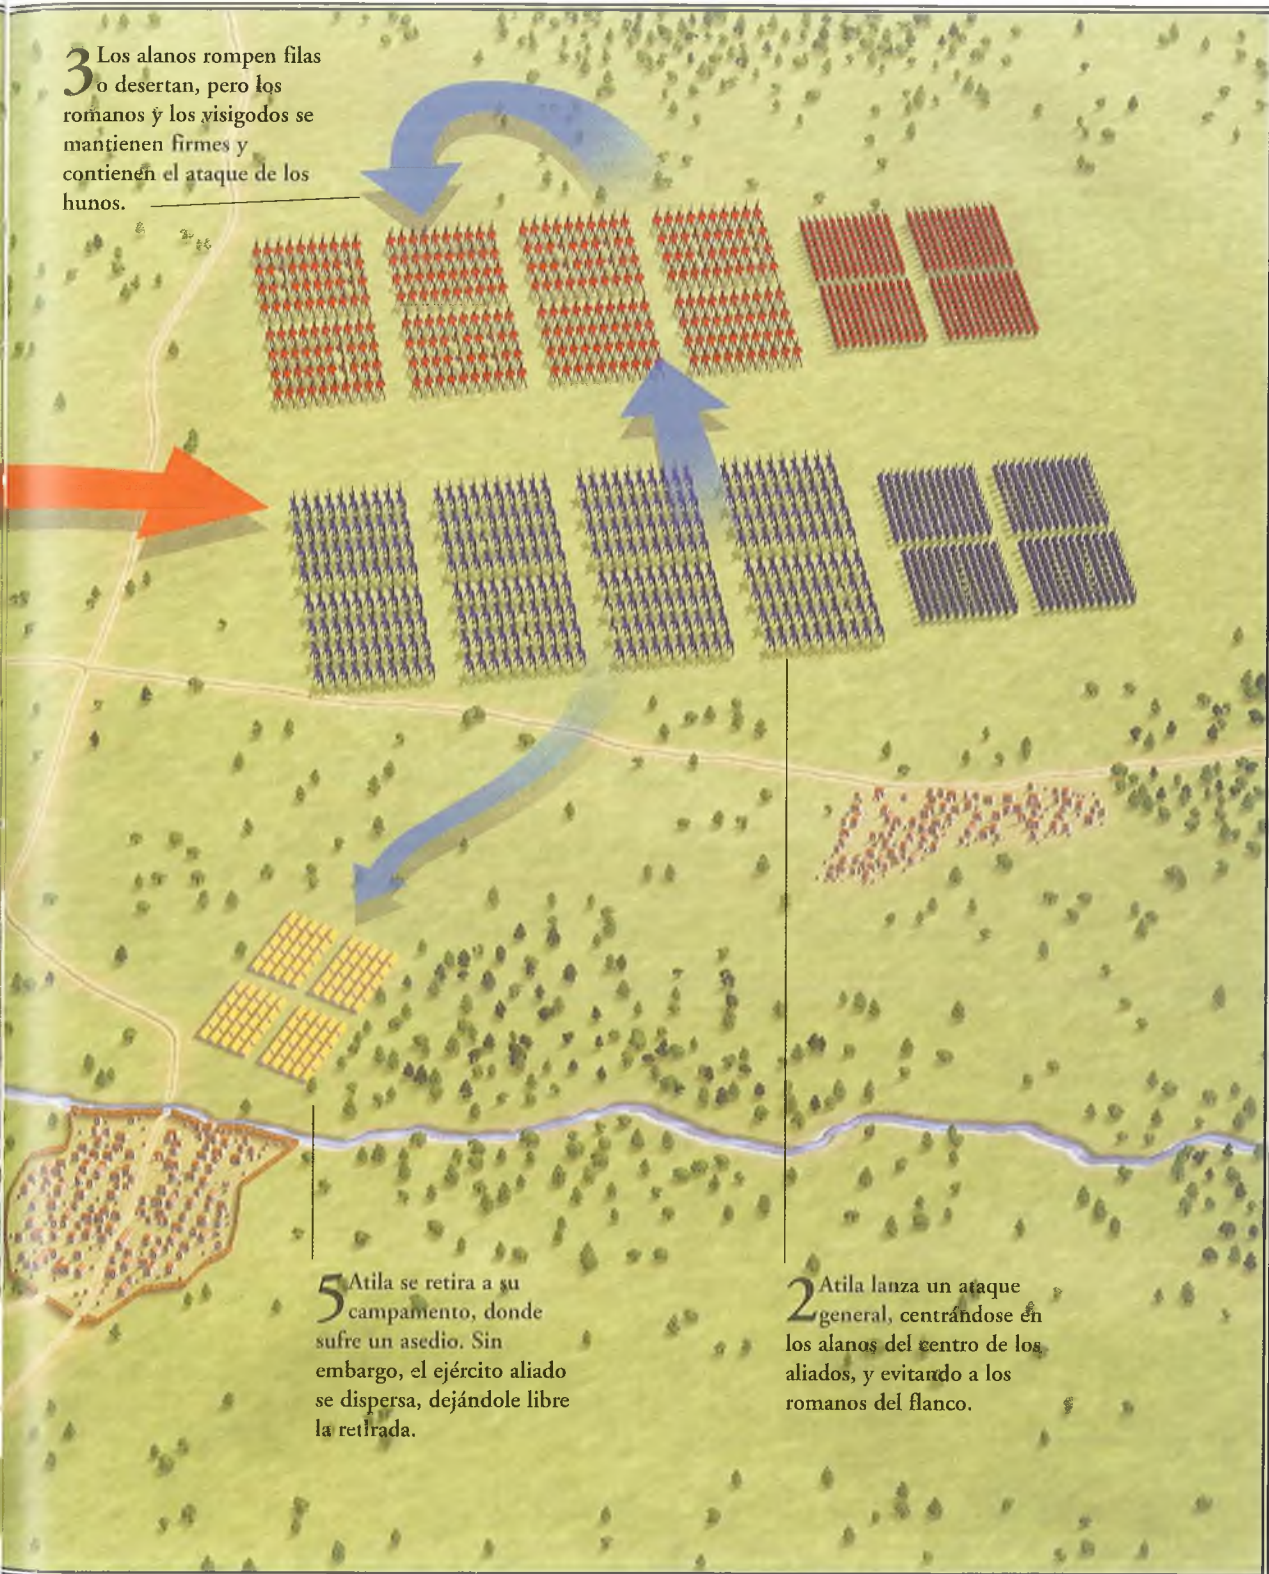 3 Los alanos rompen filas
o desertan, pero los
romanos y los visigodos se
mantienen firmes y
contienen el ataque de los
hunos.
5 Atila se retira a su
campamento, donde
sufre un asedio. Sin
embargo, el ejército aliado
se dispersa, dejándole libre
la retirada.
2 Atila lanza un ataque
general, centrándose en
los alanos del centro de los
aliados, y evitando a los
romanos del flanco.